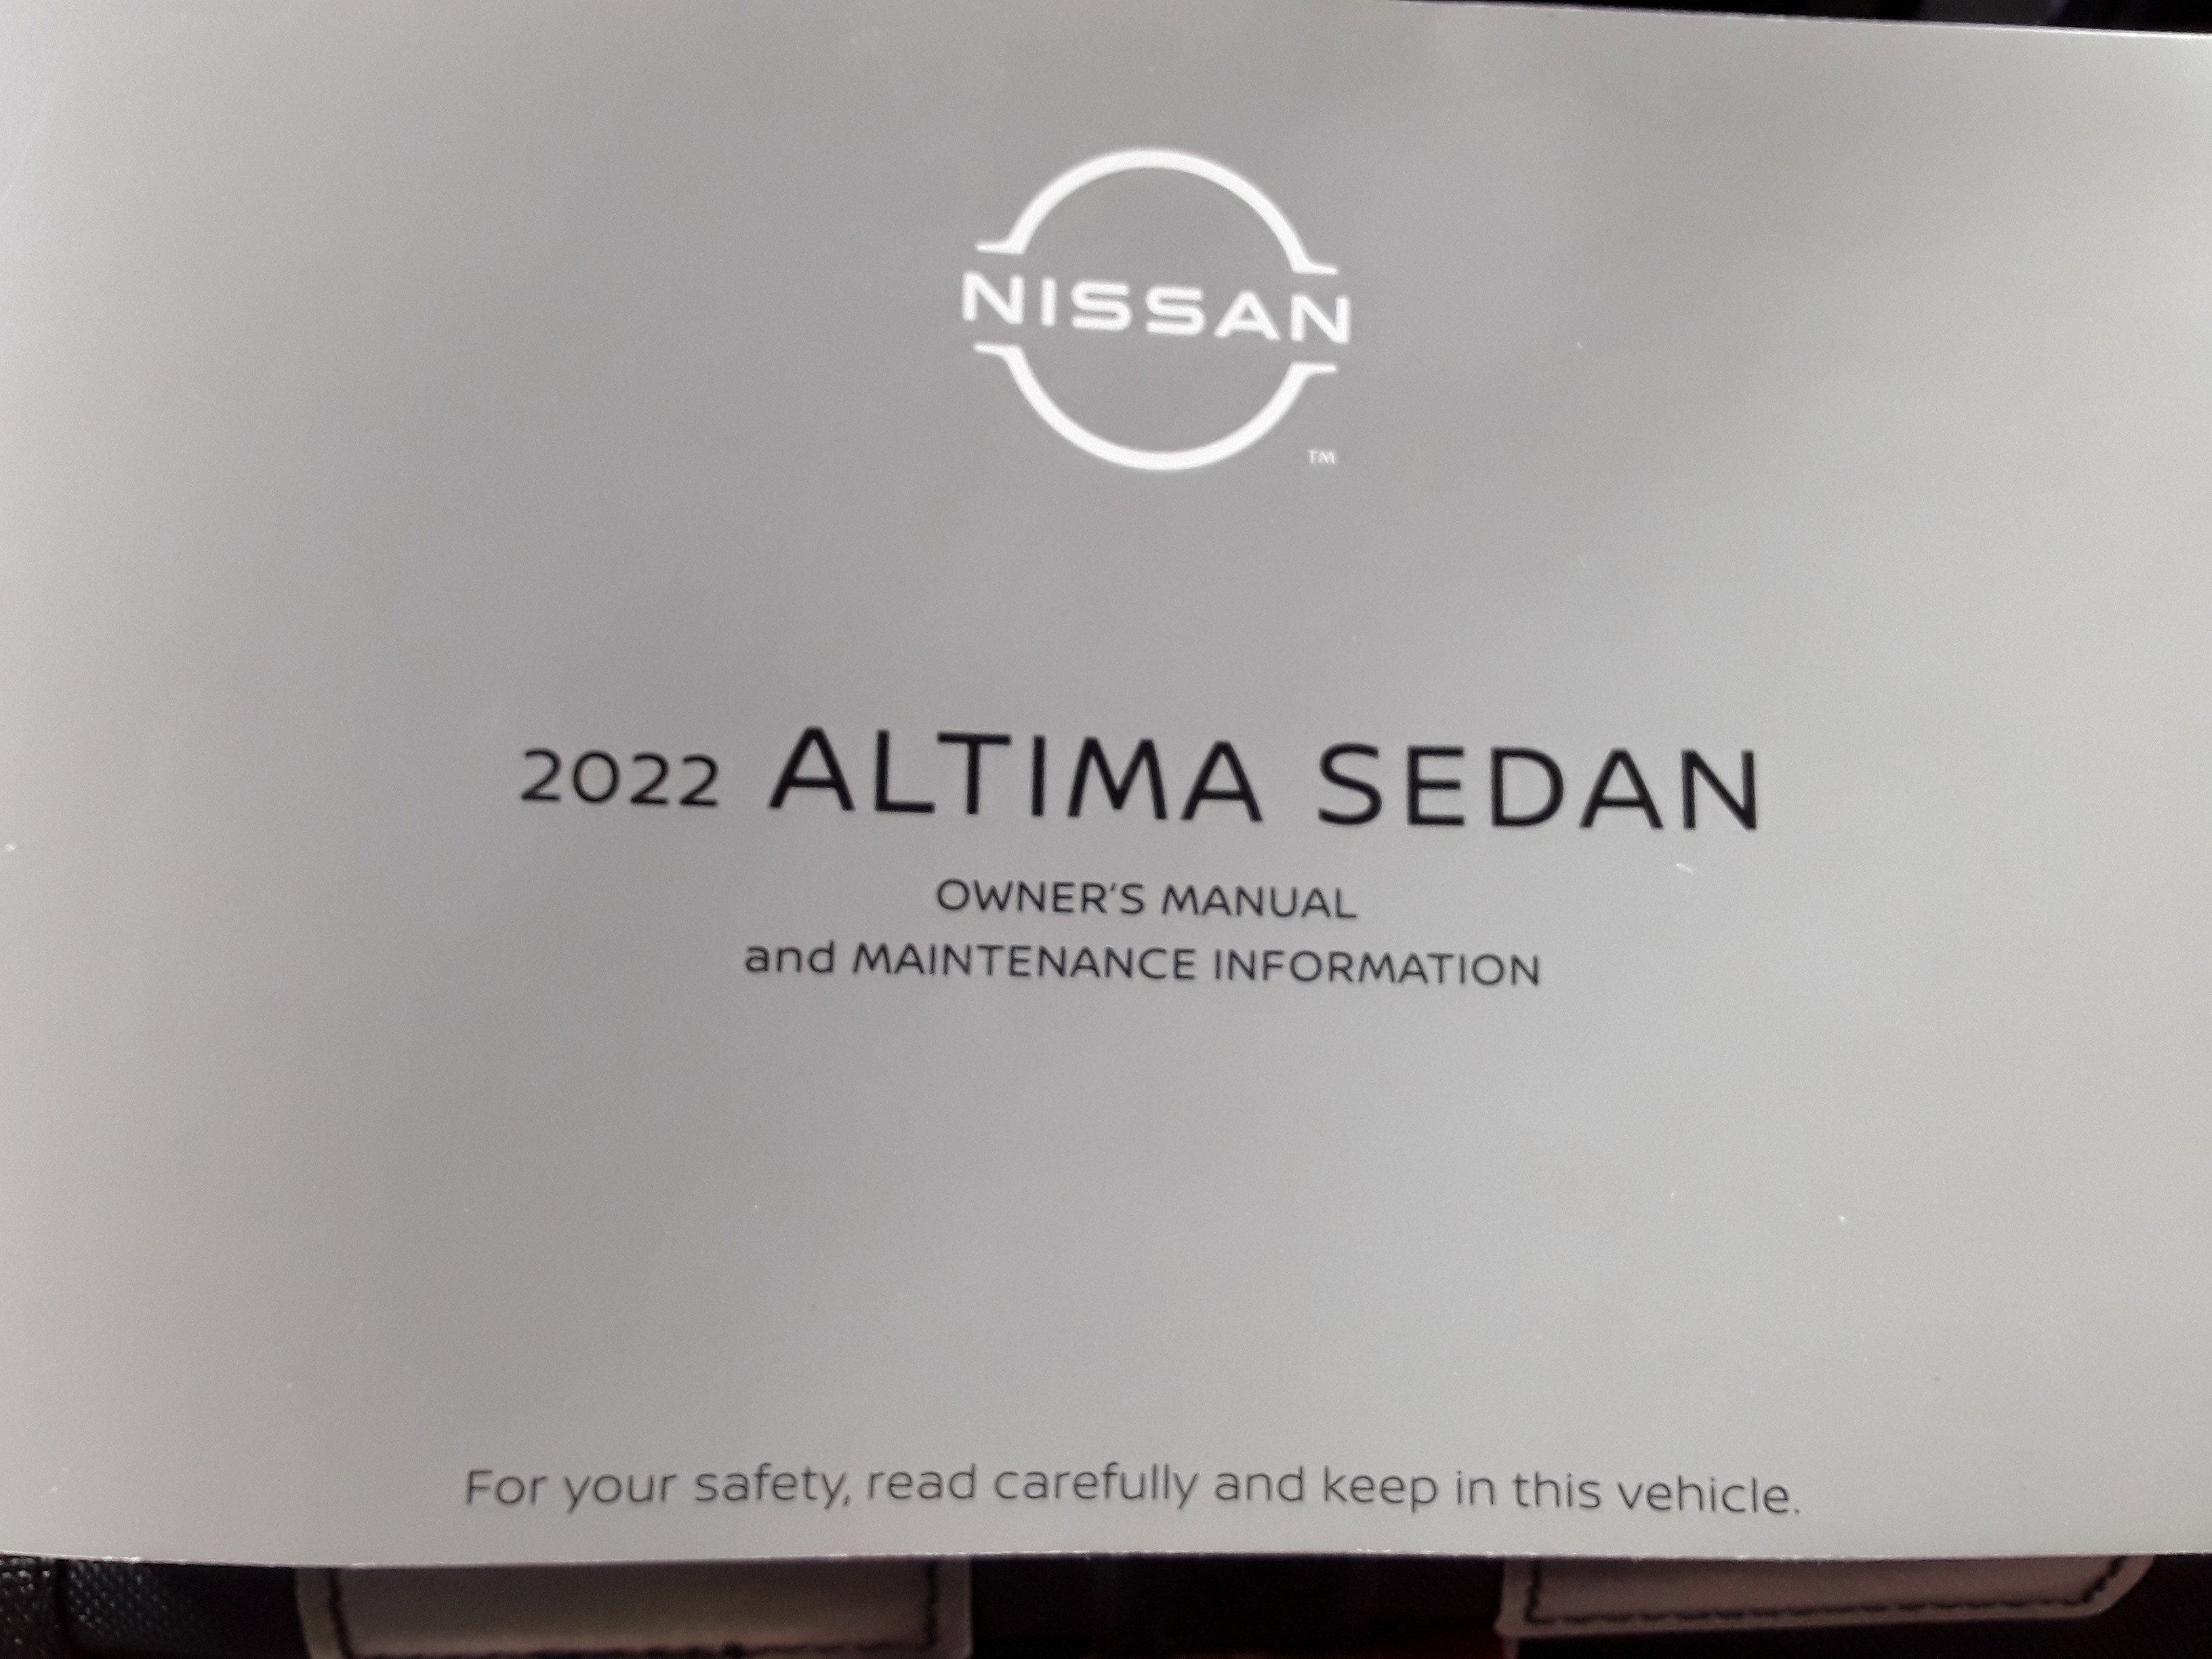 NISSAN
TM
2022 ALTIMA SEDAN
OWNER'S MANUAL
and MAINTENANCE INFORMATION
For your safety, read carefully and keep in this vehicle.